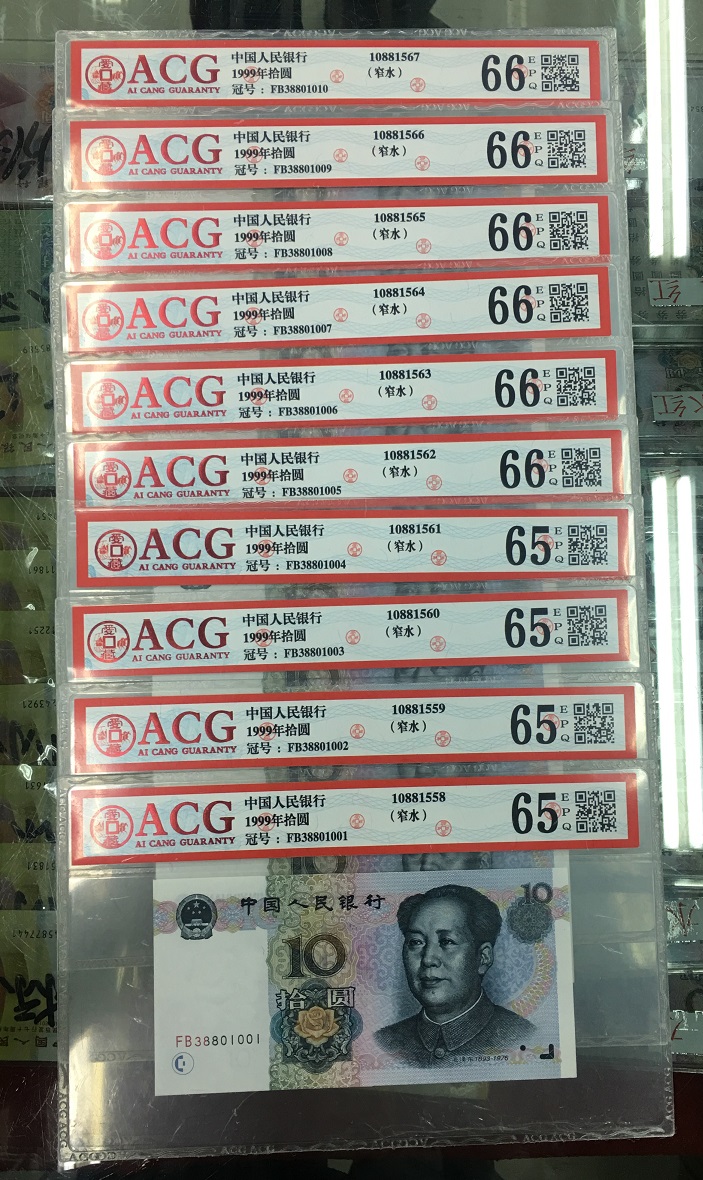 ACG
AI CANG GUARANTY
中国人民银行
1999年拾圆
冠号：FB38801010
10881567
（窄水）
66
EPQ
ACG
AI CANG GUARANTY
中国人民银行
1999年拾圆
冠号：FB38801009
10881566
（窄水）
66
EPQ
ACG
AI CANG GUARANTY
中国人民银行
1999年拾圆
冠号：FB38801008
10881565
（窄水）
66
EPQ
ACG
AI CANG GUARANTY
中国人民银行
1999年拾圆
冠号：FB38801007
10881564
（窄水）
66
EPQ
ACG
AI CANG GUARANTY
中国人民银行
1999年拾圆
冠号：FB38801006
10881563
（窄水）
66
EPQ
ACG
AI CANG GUARANTY
中国人民银行
1999年拾圆
冠号：FB38801005
10881562
（窄水）
66
EPQ
ACG
AI CANG GUARANTY
中国人民银行
1999年拾圆
冠号：FB38801004
10881561
（窄水）
65
EPQ
ACG
AI CANG GUARANTY
中国人民银行
1999年拾圆
冠号：FB38801003
10881560
（窄水）
65
EPQ
ACG
AI CANG GUARANTY
中国人民银行
1999年拾圆
冠号：FB38801002
10881559
（窄水）
65
EPQ
ACG
AI CANG GUARANTY
中国人民银行
1999年拾圆
冠号：FB38801001
10881558
（窄水）
65
EPQ
中国人民银行
10
10
拾圆
FB38801001
毛泽东1893-1976